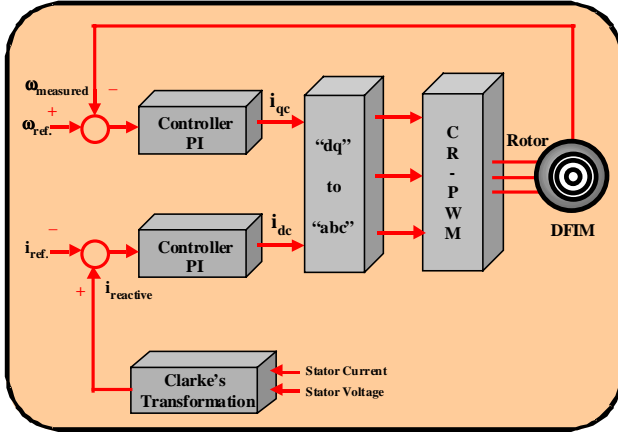 ωmeasured
−
+
ωref.
Controller
PI
iqc
“dq”
to
“abc”
C
R
-
P
W
M
Rotor
DFIM
−
iref.
+
ireactive
Controller
PI
idc
Clarke's
Transformation
Stator Current
Stator Voltage